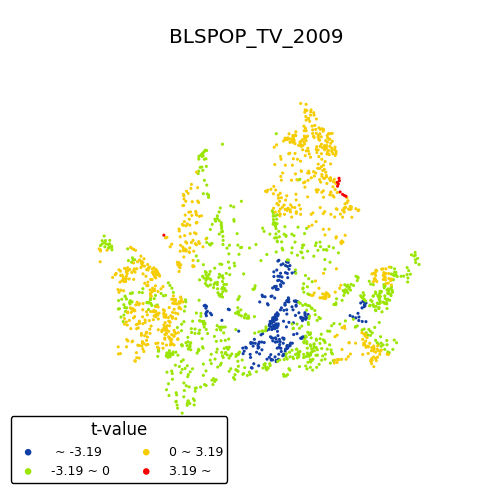 BLSPOP_TV_2009
t-value
~ -3.19
0 ~ 3.19
-3.19 ~ 0
3.19 ~